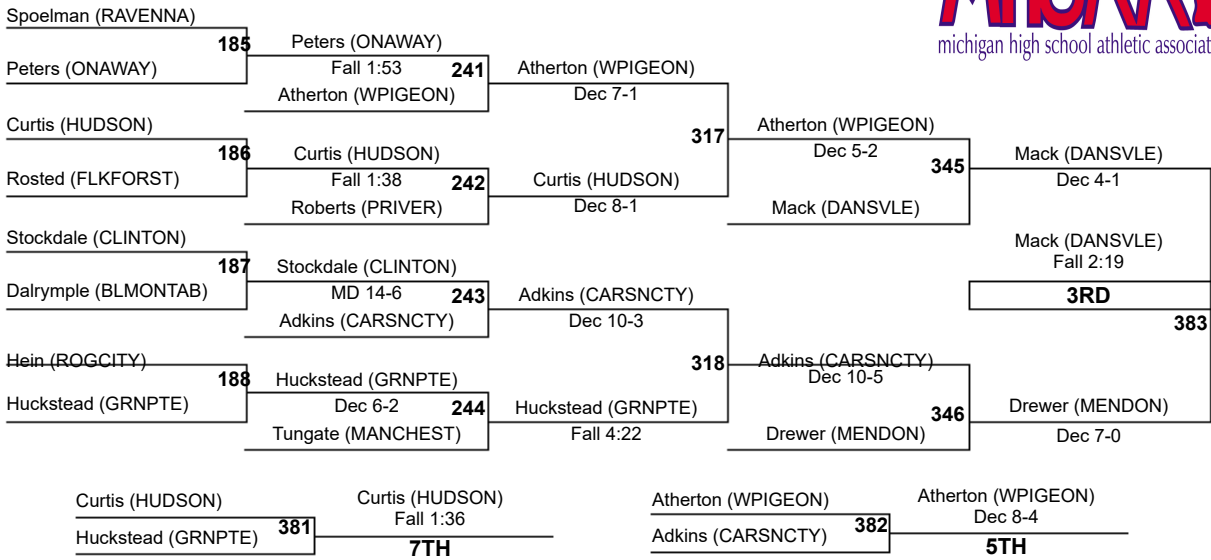 Spoelman (RAVENNA)
185
Peters (ONAWAY)
Peters (ONAWAY)
Fall 1:53
241
Atherton (WPIGEON)
Atherton (WPIGEON)
Dec 7-1
Curtis (HUDSON)
186
Rosted (FLKFORST)
Curtis (HUDSON)
Fall 1:38
242
Roberts (PRIVER)
Curtis (HUDSON)
Dec 8-1
317
Atherton (WPIGEON)
Dec 5-2
345
Mack (DANSVLE)
Mack (DANSVLE)
Dec 4-1
Stockdale (CLINTON)
187
Dalrymple (BLMONTAB)
Stockdale (CLINTON)
MD 14-6
243
Adkins (CARSNCTY)
Adkins (CARSNCTY)
Dec 10-3
Hein (ROGCITY)
188
Huckstead (GRNPTE)
Huckstead (GRNPTE)
Dec 6-2
244
Tungate (MANCHEST)
Huckstead (GRNPTE)
Fall 4:22
318
Adkins (CARSNCTY)
Dec 10-5
346
Drewer (MENDON)
Drewer (MENDON)
Dec 7-0
Mack (DANSVLE)
Fall 2:19
3RD
383
Curtis (HUDSON)
381
Huckstead (GRNPTE)
Curtis (HUDSON)
Fall 1:36
7TH
Atherton (WPIGEON)
382
Adkins (CARSNCTY)
Atherton (WPIGEON)
Dec 8-4
5TH
michigan high school athletic associat